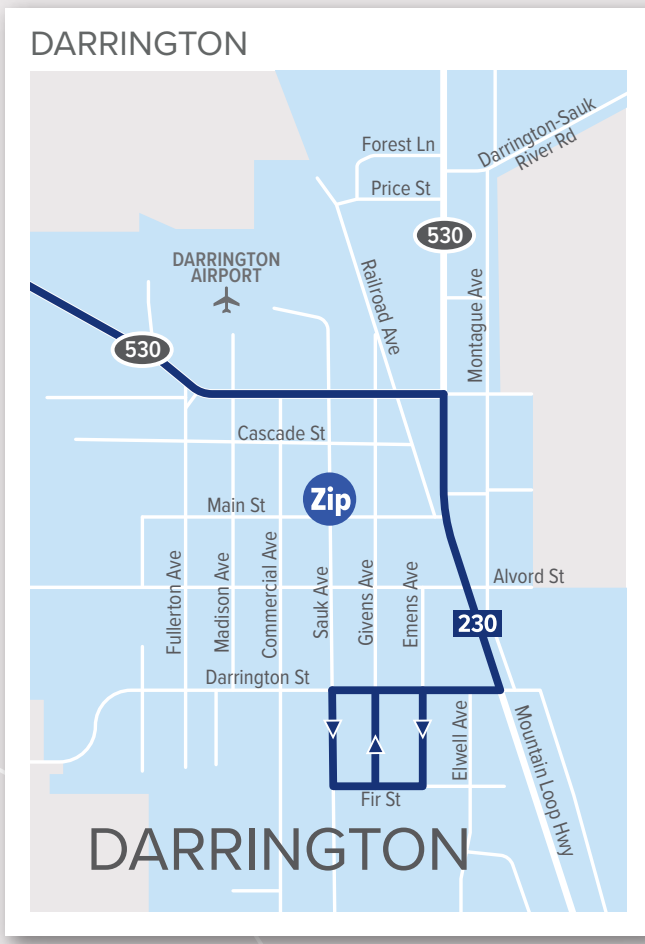 DARRINGTON
Forest Ln
Darrington-Sauk
River Rd
Price St
530
DARRINGTON
AIRPORT
Railroad Ave
Montague Ave
530
Cascade St
Zip
Main St
Fullerton Ave
Madison Ave
Commercial Ave
Sauk Ave
Givens Ave
Emens Ave
Alvord St
230
Darrington St
Elwell Ave
Mountain Loop Hwy
Fir St
DARRINGTON